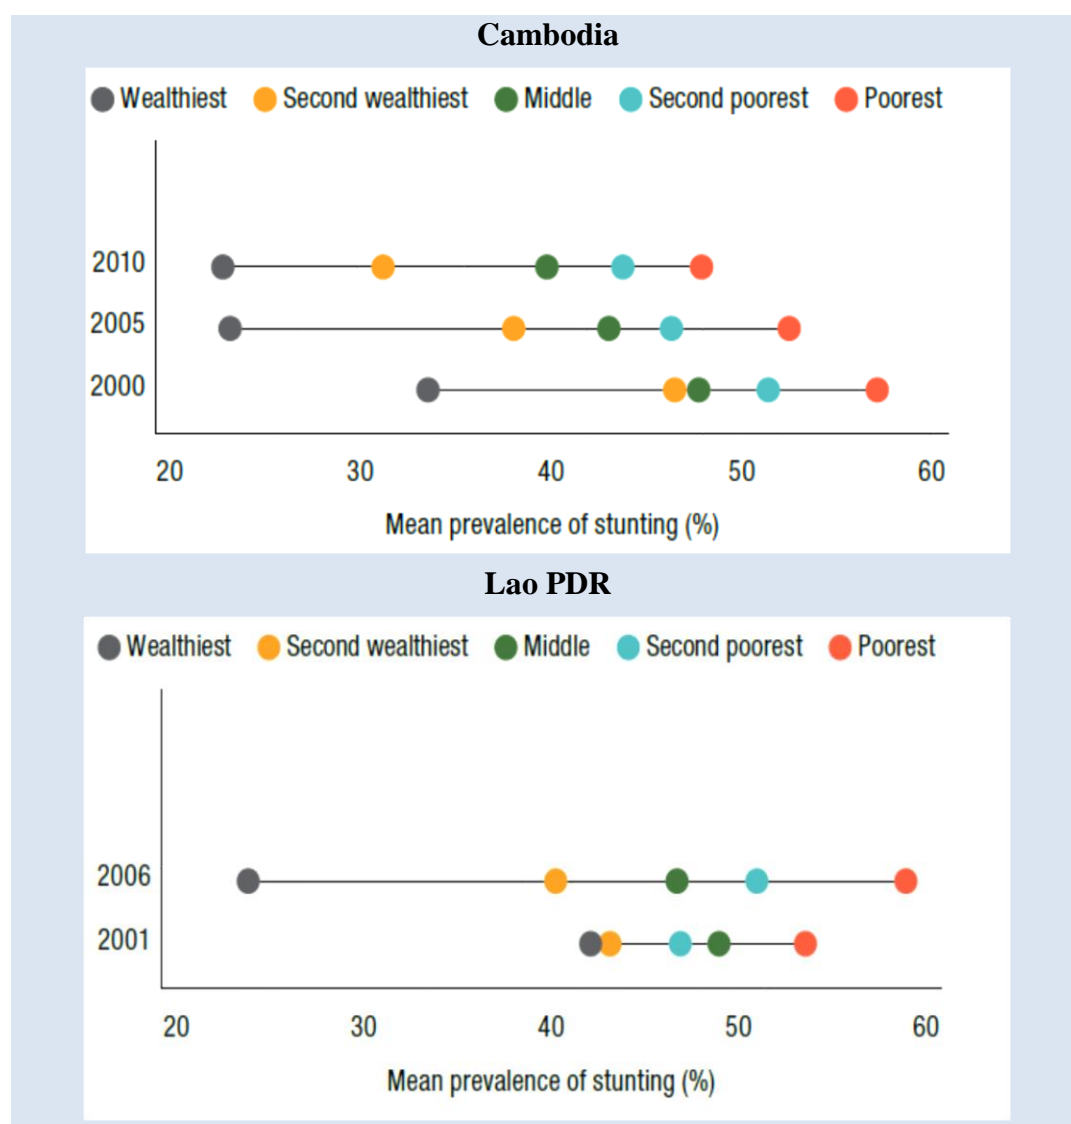 Cambodia
Wealthiest Second wealthiest Middle Second poorest Poorest
2010
2005
2000
20 30 40 50 60
Mean prevalence of stunting (%)
Lao PDR
Wealthiest Second wealthiest Middle Second poorest Poorest
2006
2001
20 30 40 50 60
Mean prevalence of stunting (%)